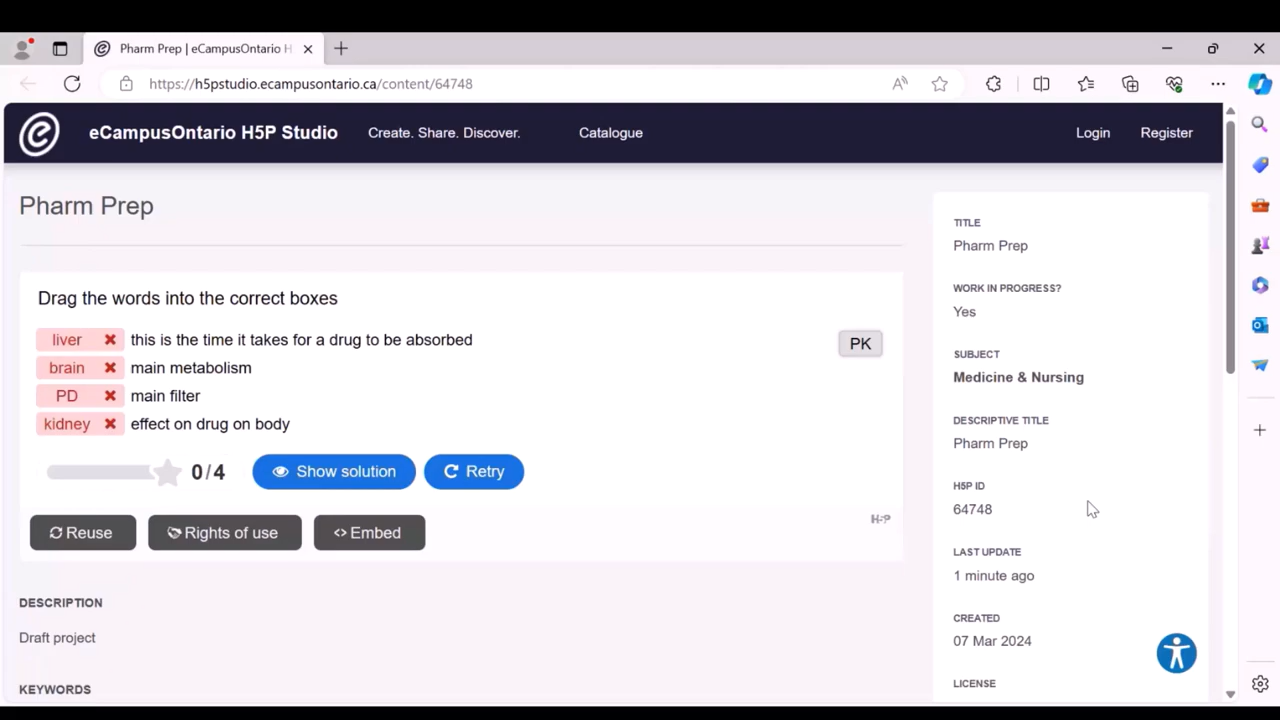 Pharm Prep | eCampusOntario H
https://h5pstudio.ecampusontario.ca/content/64748
eCampusOntario H5P Studio
Create. Share. Discover.
Catalogue
Login
Register
Pharm Prep
Drag the words into the correct boxes
liver this is the time it takes for a drug to be absorbed
PK
brain main metabolism
PD main filter
kidney effect on drug on body
0/4
Show solution
Retry
Reuse
Rights of use
<> Embed
H5P
DESCRIPTION
Draft project
KEYWORDS
TITLE
Pharm Prep
WORK IN PROGRESS?
Yes
SUBJECT
Medicine & Nursing
DESCRIPTIVE TITLE
Pharm Prep
H5P ID
64748
LAST UPDATE
1 minute ago
CREATED
07 Mar 2024
LICENSE